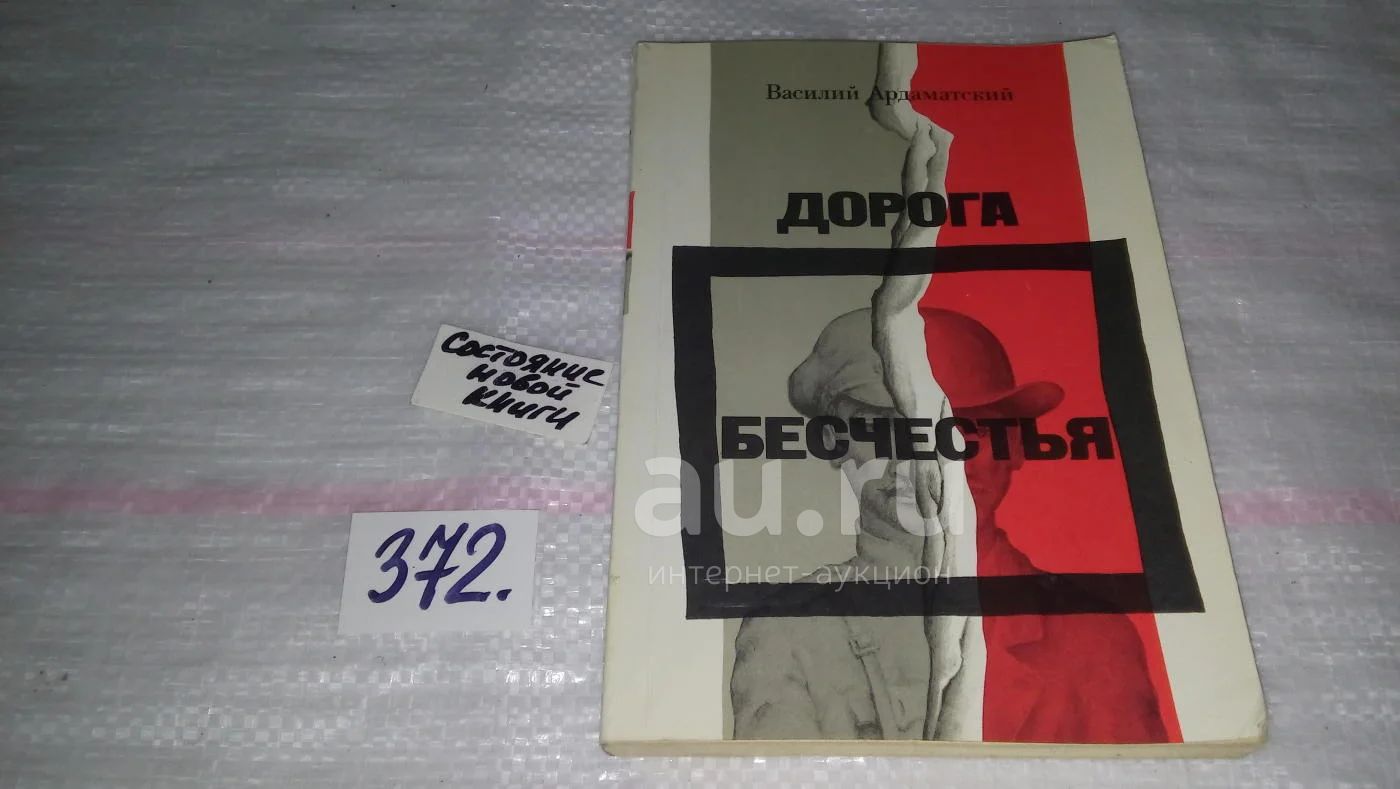 Василий Ардаматский
ДОРОГА
БЕСЧЕСТЬЯ
Состояние
новой
книги
372.
au.ru
интернет-аукцион